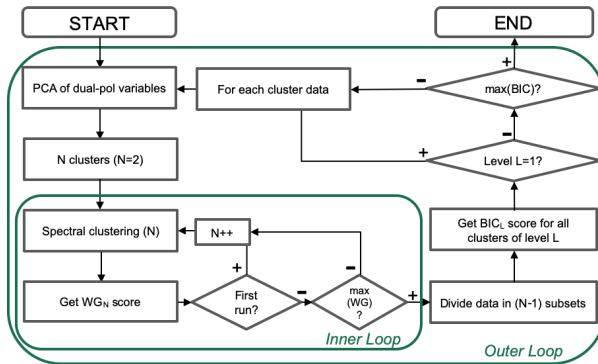 START
END
PCA of dual-pol variables
For each cluster data
max(BIC)?
N clusters (N=2)
Level L=1?
Spectral clustering (N)
N++
Get BIC_L score for all
clusters of level L
Get WG_N score
First
run?
max
(WG)
?
Divide data in (N-1) subsets
Inner Loop
Outer Loop
+
-
+
-
+
-
-
+